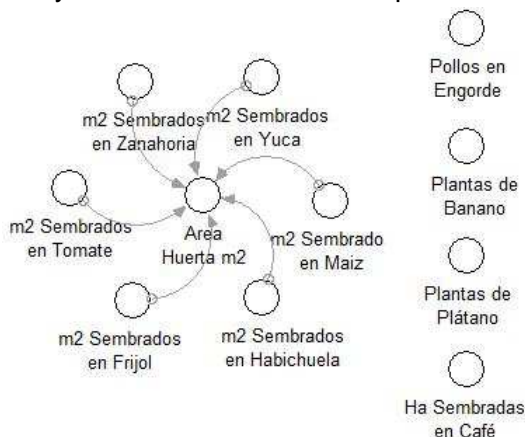 m2 Sembrados
en Zanahoria
m2 Sembrados
en Yuca
m2 Sembrados
en Tomate
Area
Huerta m2
m2 Sembrado
en Maiz
m2 Sembrados
en Frijol
m2 Sembrados
en Habichuela
Pollos en
Engorde
Plantas de
Banano
Plantas de
Plátano
Ha Sembradas
en Café